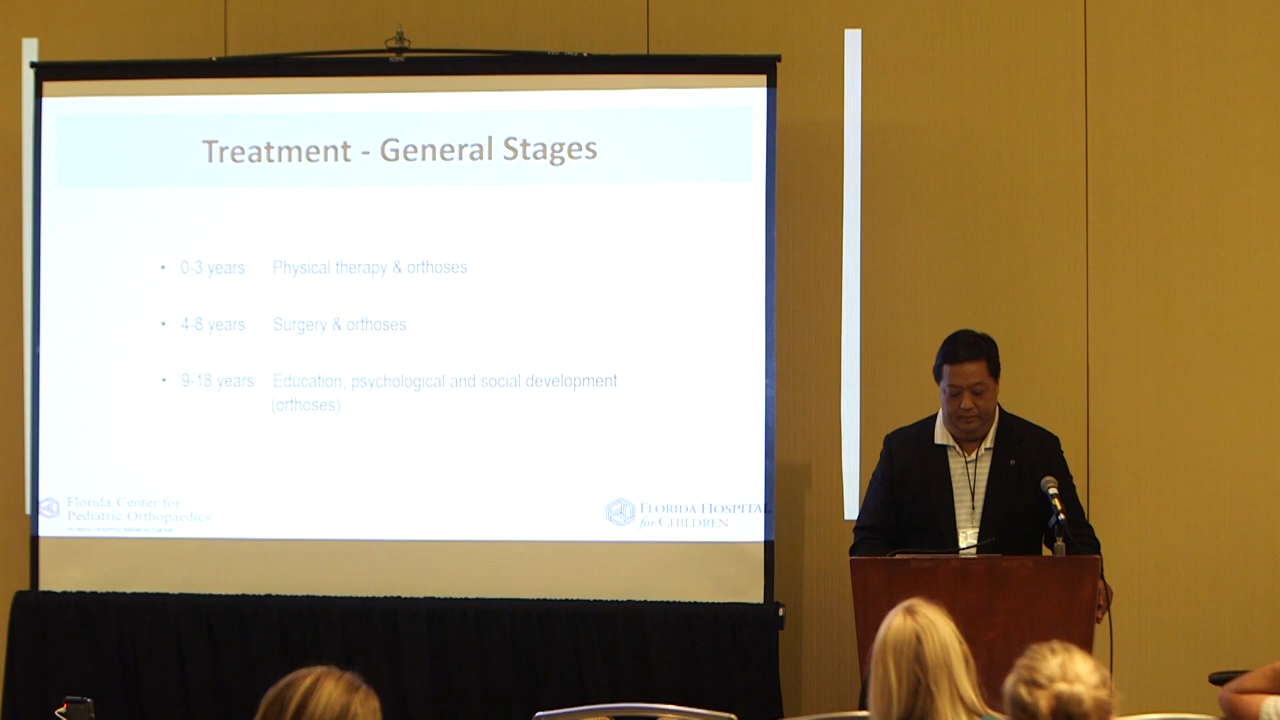 Treatment - General Stages
• 0-3 years Physical therapy & orthoses
• 4-8 years Surgery & orthoses
• 9-18 years Education, psychological and social development
(orthoses)
Florida Center for
Pediatric Orthopaedics
FLORIDA HOSPITAL
for CHILDREN